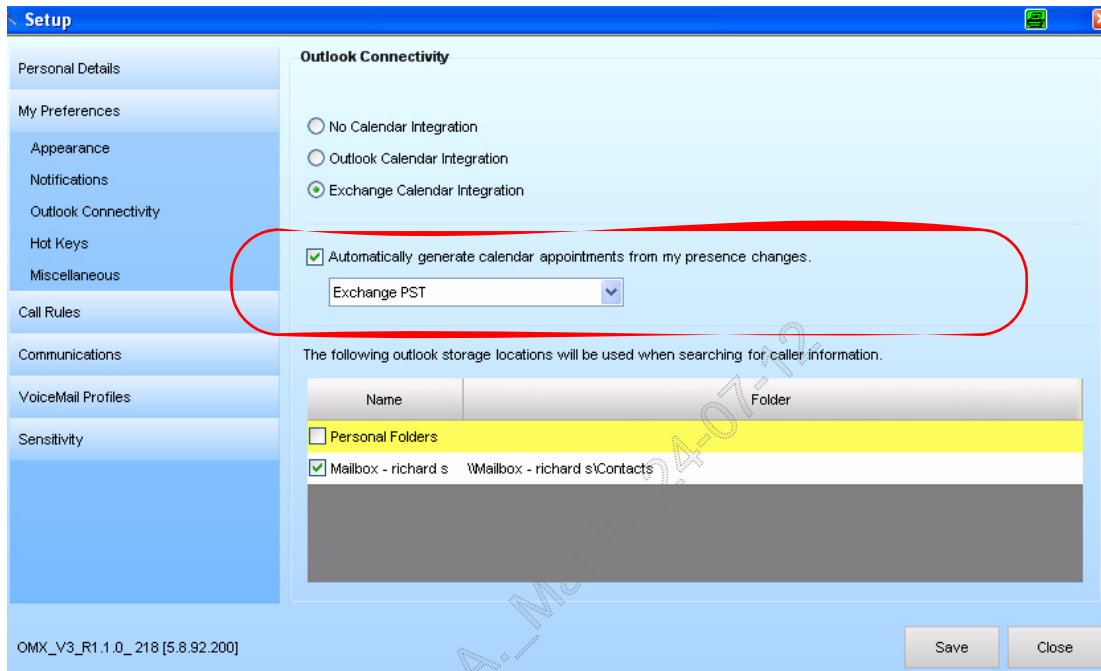 Setup
Personal Details
My Preferences
Appearance
Notifications
Outlook Connectivity
Hot Keys
Miscellaneous
Call Rules
Communications
VoiceMail Profiles
Sensitivity
Outlook Connectivity
No Calendar Integration
Outlook Calendar Integration
Exchange Calendar Integration
Automatically generate calendar appointments from my presence changes.
Exchange PST
The following outlook storage locations will be used when searching for caller information.
Name Folder
Personal Folders
Mailbox - richard s \\Mailbox - richard s\Contacts
24-07-12
OMX_V3_R1.1.0_ 218 [5.8.92.200]
Save Close